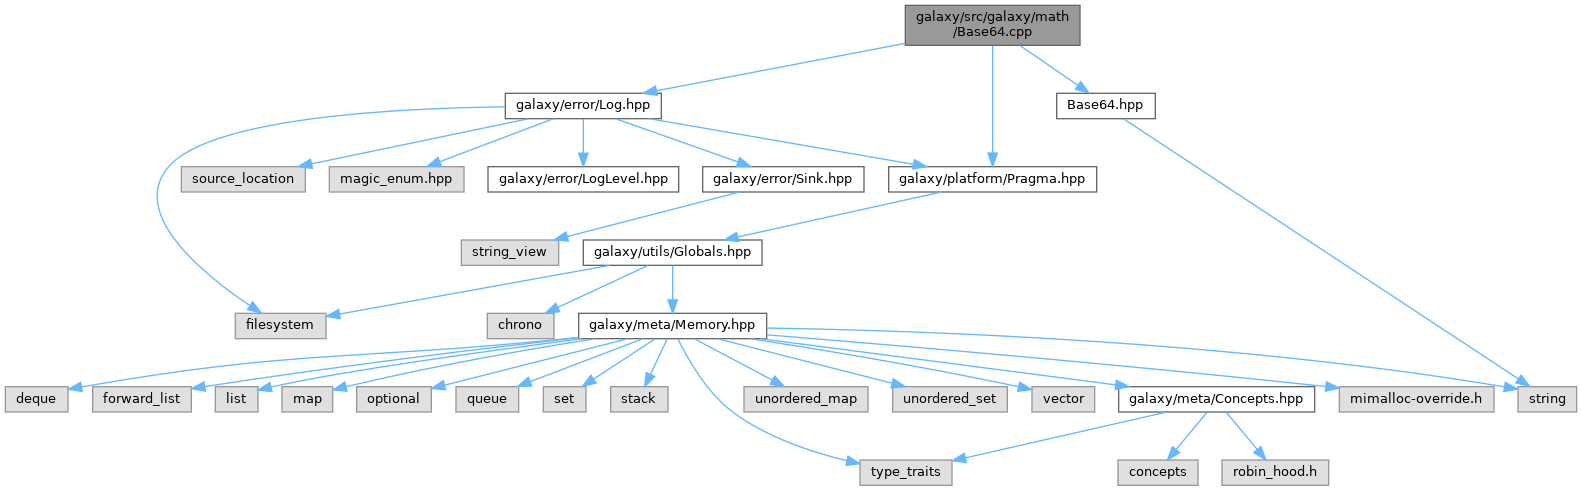 galaxy/src/galaxy/math
/Base64.cpp
galaxy/error/Log.hpp
Base64.hpp
source_location
magic_enum.hpp
galaxy/error/LogLevel.hpp
galaxy/error/Sink.hpp
galaxy/platform/Pragma.hpp
string_view
galaxy/utils/Globals.hpp
filesystem
chrono
galaxy/meta/Memory.hpp
deque
forward_list
list
map
optional
queue
set
stack
unordered_map
unordered_set
vector
galaxy/meta/Concepts.hpp
mimalloc-override.h
string
type_traits
concepts
robin_hood.h